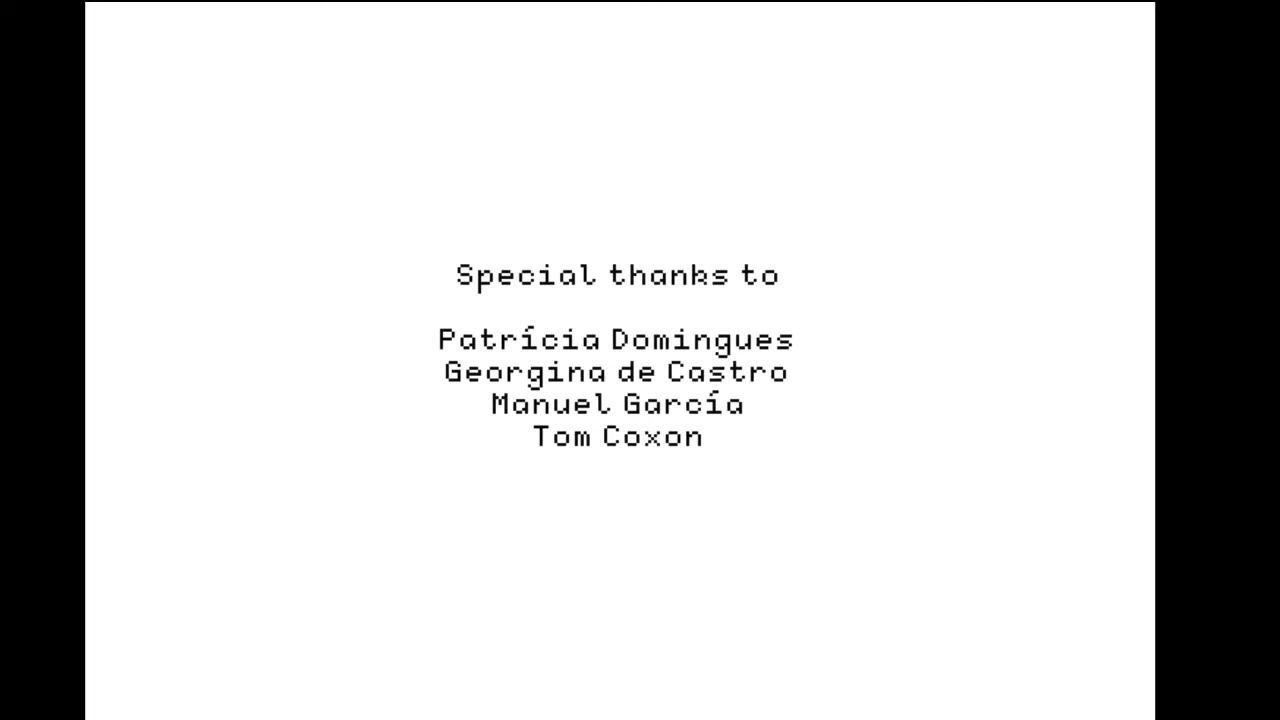 Special thanks to
Patrícia Domingues
Georgina de Castro
Manuel García
Tom Coxon